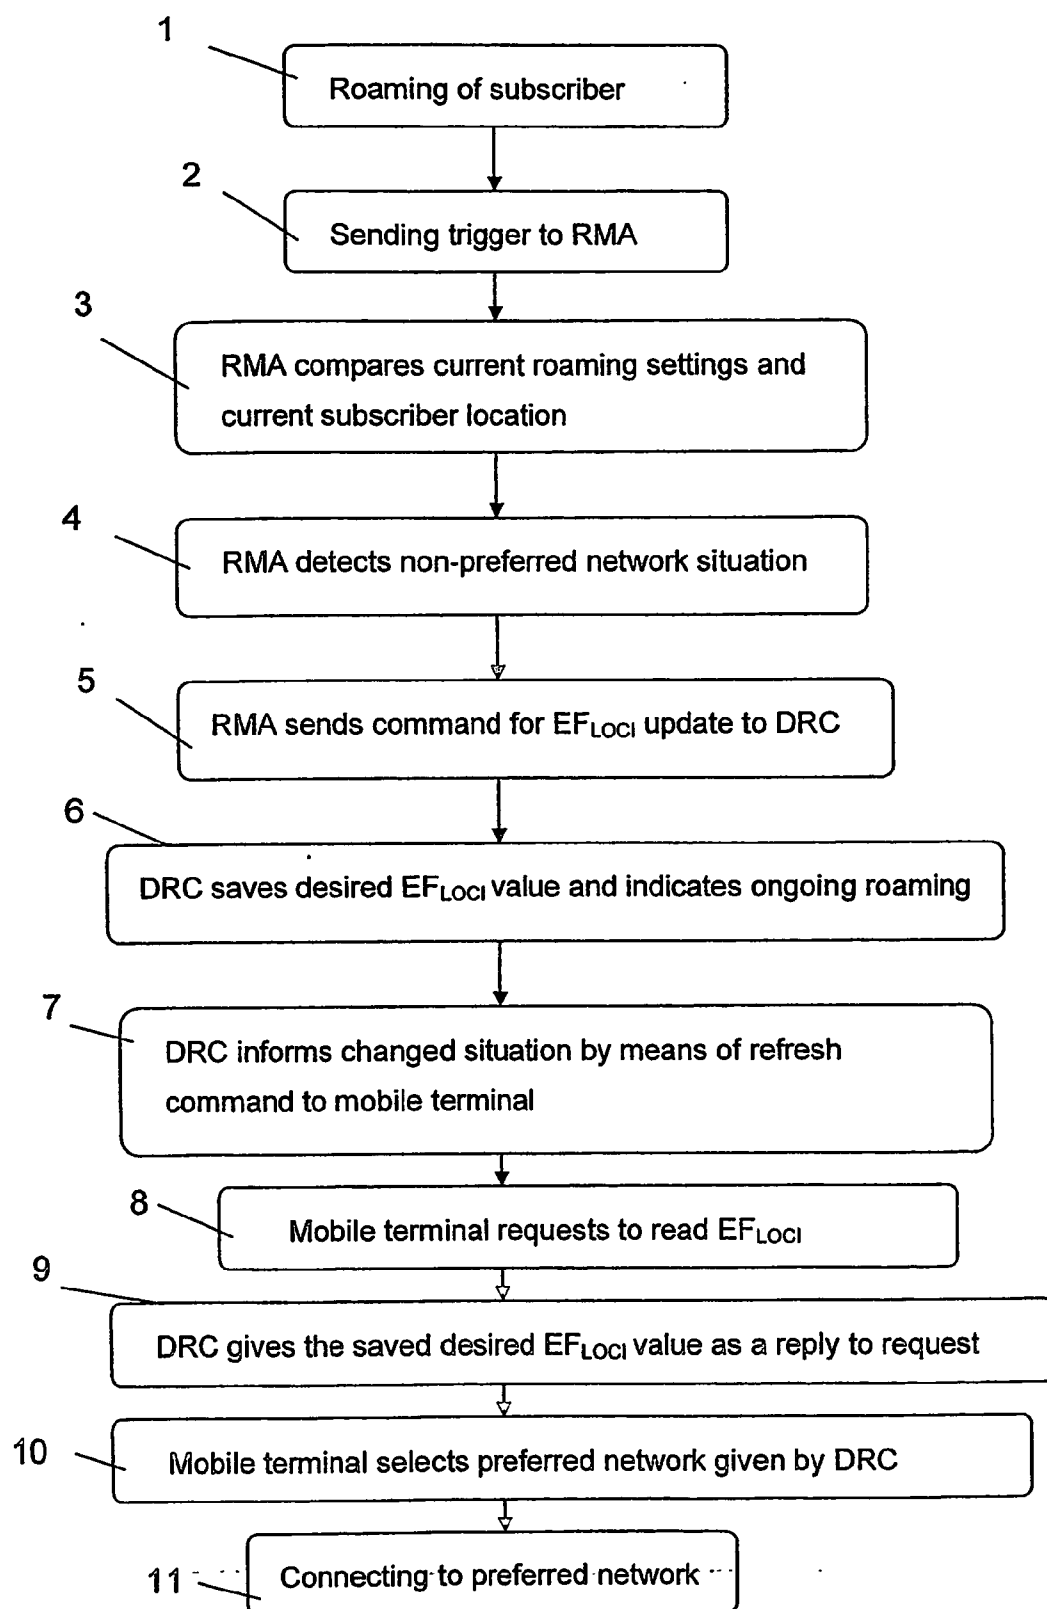 1
Roaming of subscriber
2
Sending trigger to RMA
3
RMA compares current roaming settings and
current subscriber location
4
RMA detects non-preferred network situation
5
RMA sends command for EFLOCI update to DRC
6
DRC saves desired EFLOCI value and indicates ongoing roaming
7
DRC informs changed situation by means of refresh
command to mobile terminal
8
Mobile terminal requests to read EFLOCI
9
DRC gives the saved desired EFLOCI value as a reply to request
10
Mobile terminal selects preferred network given by DRC
11
Connecting to preferred network